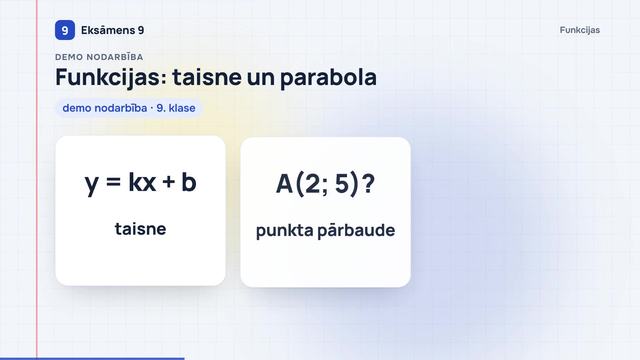 9 Eksāmens 9
Funkcijas
DEMO NODARBĪBA
Funkcijas: taisne un parabola
demo nodarbība · 9. klase
y = kx + b
taisne
A(2; 5)?
punkta pārbaude